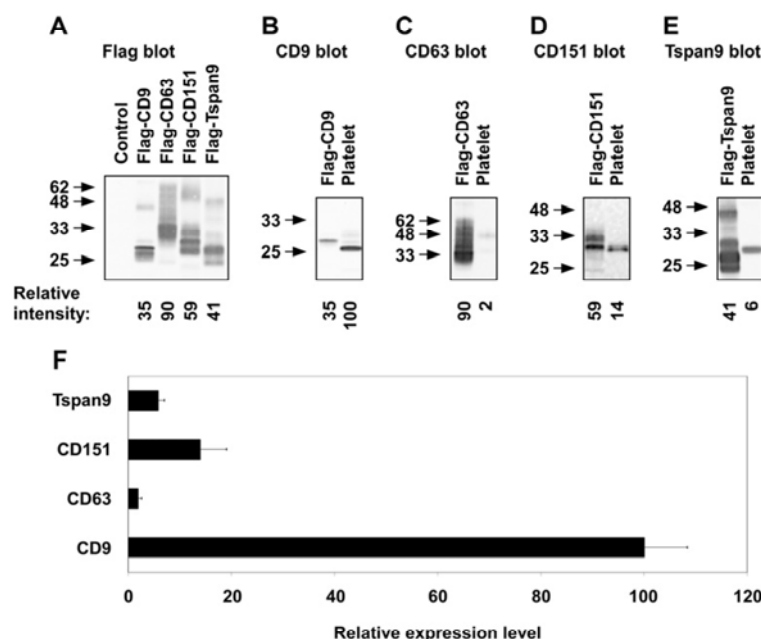 A
Flag blot
Control
Flag-CD9
Flag-CD63
Flag-CD151
Flag-Tspan9
62
48
33
25
Relative
intensity:
35
90
59
41
B
CD9 blot
Flag-CD9
Platelet
33
25
35
100
C
CD63 blot
Flag-CD63
Platelet
62
48
33
90
2
D
CD151 blot
Flag-CD151
Platelet
48
33
25
59
14
E
Tspan9 blot
Flag-Tspan9
Platelet
48
33
25
41
6
F
Tspan9
CD151
CD63
CD9
0 20 40 60 80 100 120
Relative expression level